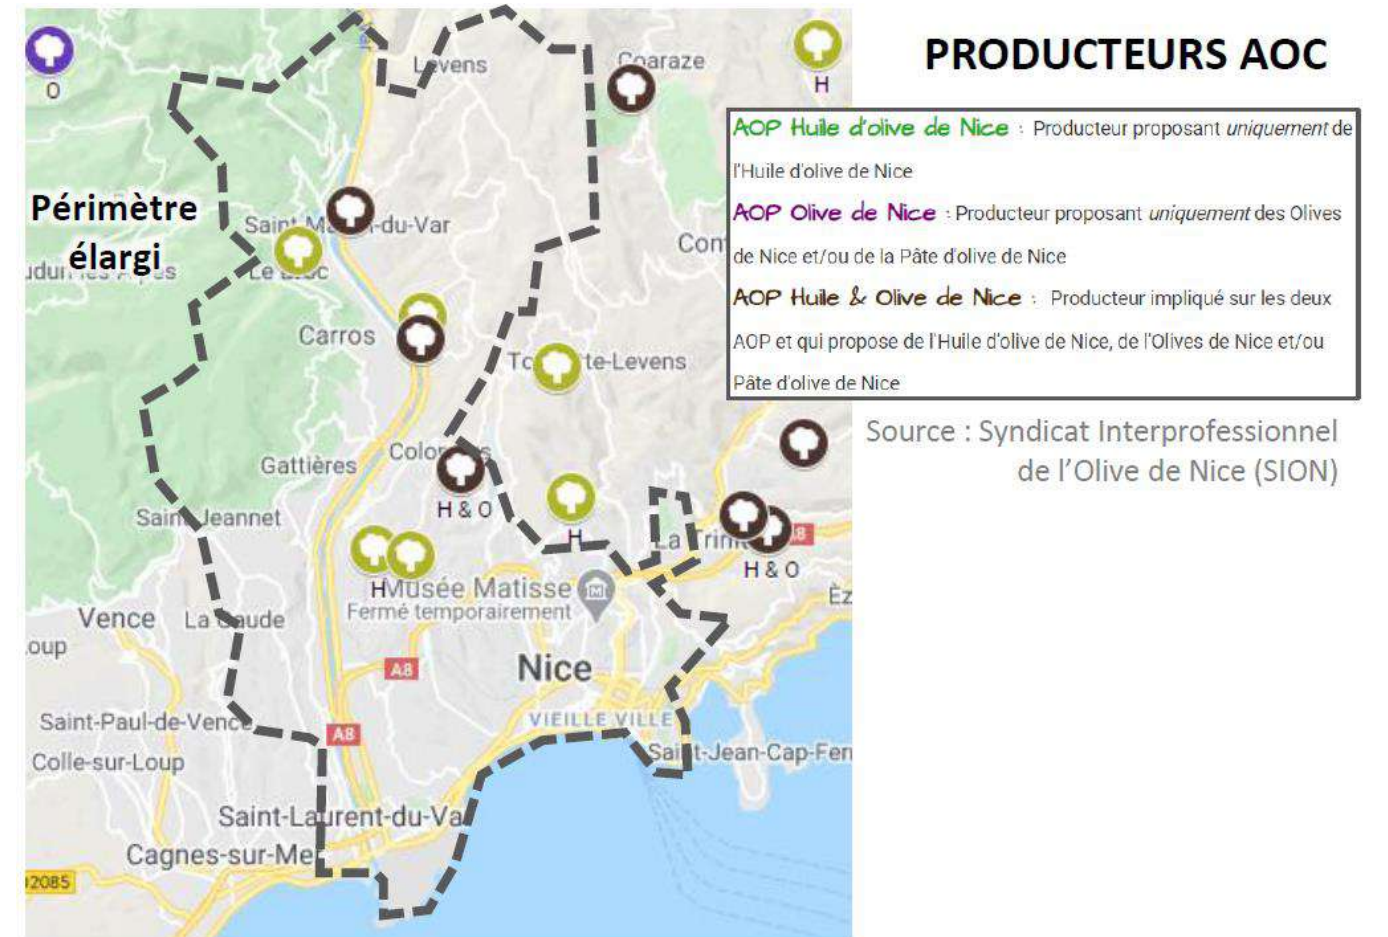 PRODUCTEURS AOC
AOP Huile d'olive de Nice : Producteur proposant uniquement de
l'Huile d'olive de Nice
AOP Olive de Nice : Producteur proposant uniquement des Olives
de Nice et/ou de la Pâte d'olive de Nice
AOP Huile & Olive de Nice : Producteur impliqué sur les deux
AOP et qui propose de l'Huile d'olive de Nice, de l'Olives de Nice et/ou
Pâte d'olive de Nice
Source : Syndicat Interprofessionnel
de l'Olive de Nice (SION)
Périmètre
élargi
O
Levens
Coaraze
H
du-Var
Carros
te-Levens
Gattières
H & O
H
H & O
Musée Matisse
H
Fermé temporairement
Vence
La Gaude
Nice
A8
VIEILLE VILLE
Saint-Paul-de-Vence
A8
Colle-sur-Loup
Saint-Laurent-du-Va
Cagnes-sur-Mer
Saint Jeannet